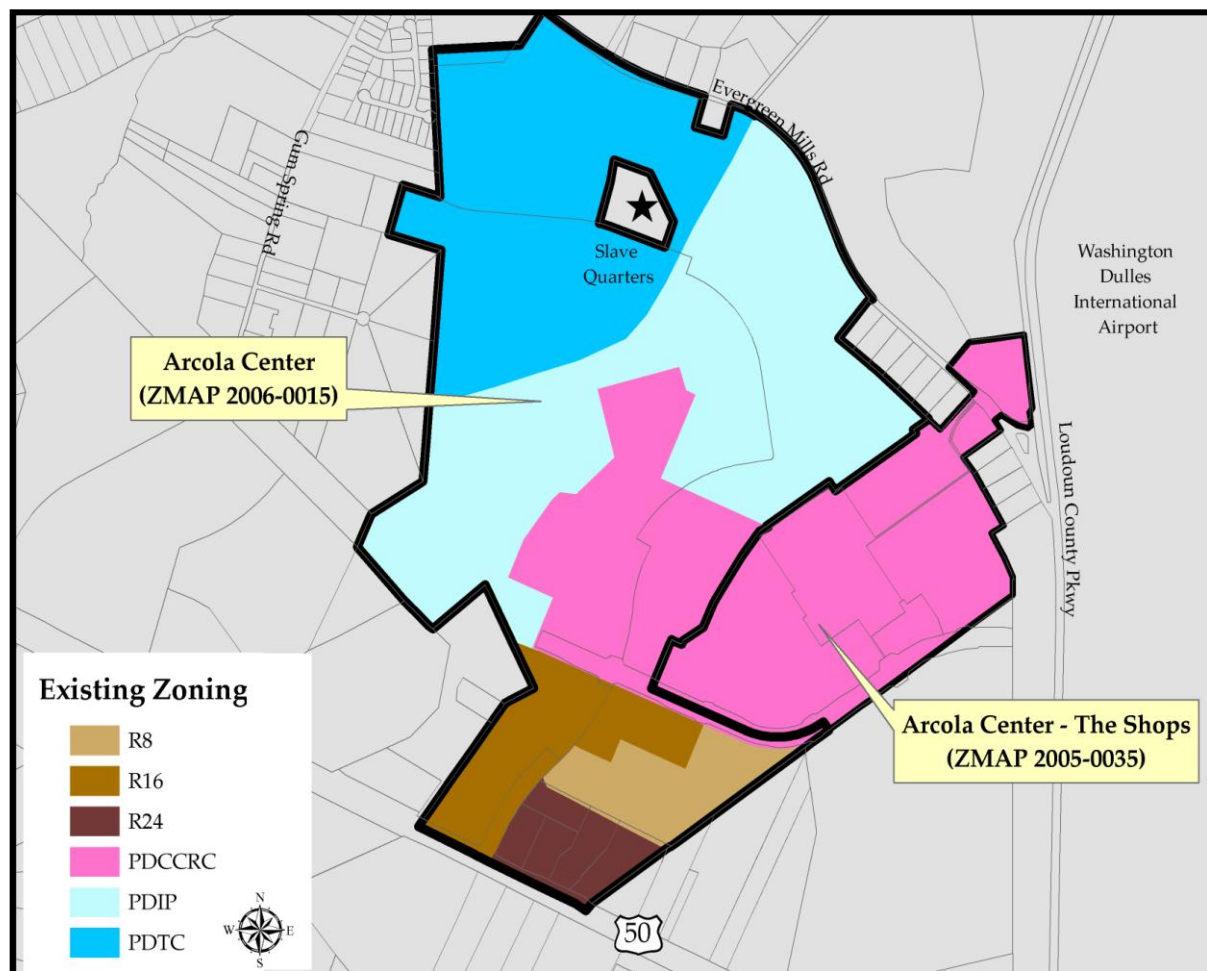 Evergreen Mills Rd
Gum Spring Rd
Slave
Quarters
Washington
Dulles
International
Airport
Arcola Center
(ZMAP 2006-0015)
Loudoun County Pkwy
Arcola Center - The Shops
(ZMAP 2005-0035)
Existing Zoning
R8
R16
R24
PDCCRC
PDIP
PDTC
N
W
E
S
50